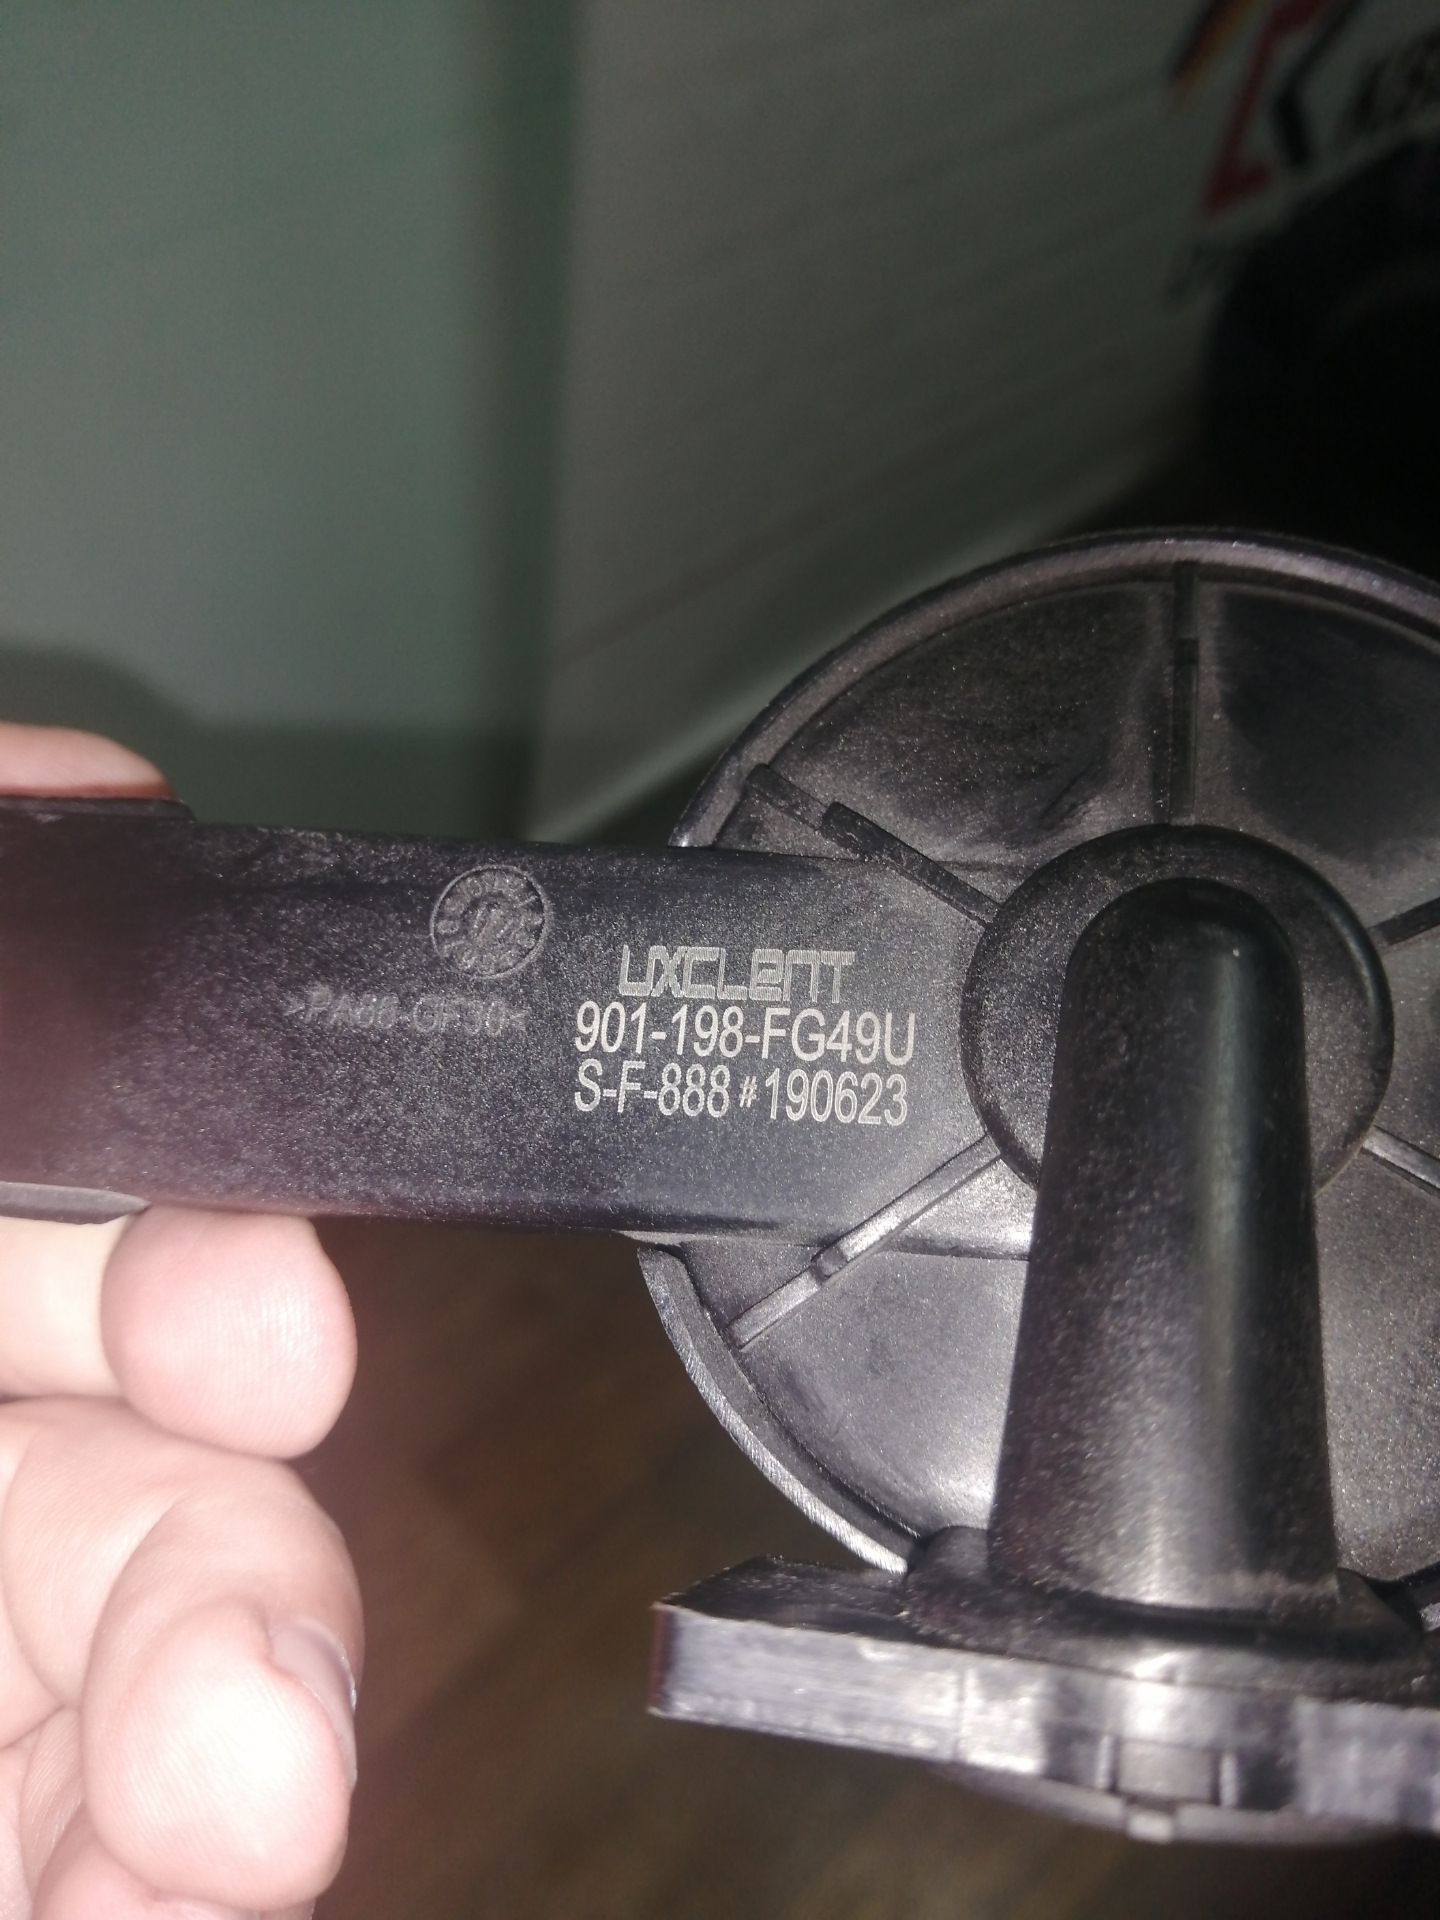 UXCLENT
>PA66-GF30<
901-198-FG49U
S-F-888 # 190623